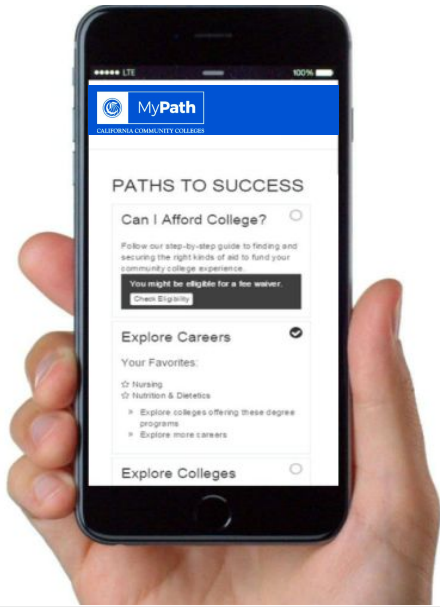 LTE 100%
MyPath
CALIFORNIA COMMUNITY COLLEGES
PATHS TO SUCCESS
Can I Afford College?
Follow our step-by-step guide to finding and
securing the right kinds of aid to fund your
community college experience.
You might be elligible for a fee waiver.
Check Eligibility
Explore Careers
Your Favorites:
☆ Nursing
☆ Nutrition & Dietetics
» Explore colleges offering these degree
programs
» Explore more careers
Explore Colleges